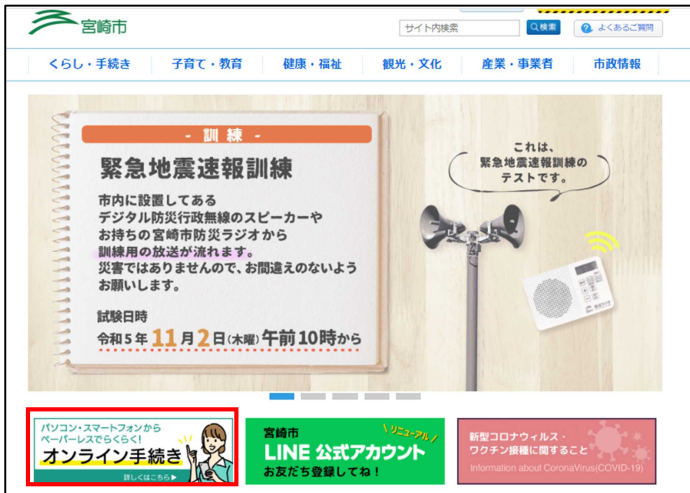 宮崎市
サイト内検索
検索
よくあるご質問
くらし・手続き 子育て・教育 健康・福祉 観光・文化 産業・事業者 市政情報
- 訓練 -
緊急地震速報訓練
市内に設置してある
デジタル防災行政無線のスピーカーや
お持ちの宮崎市防災ラジオから
訓練用の放送が流れます。
災害ではありませんので、お間違えのないよう
お願いします。
試験日時
令和5年11月2日(木曜)午前10時から
これは、
緊急地震速報訓練の
テストです。
パソコン・スマートフォンから
ペーパーレスでらくらく!
オンライン手続き
詳しくはこちら▶
宮崎市
\リニューアル/
LINE 公式アカウント
お友だち登録してね!
新型コロナウィルス・
ワクチン接種に関すること
Information about CoronaVirus(COVID-19)